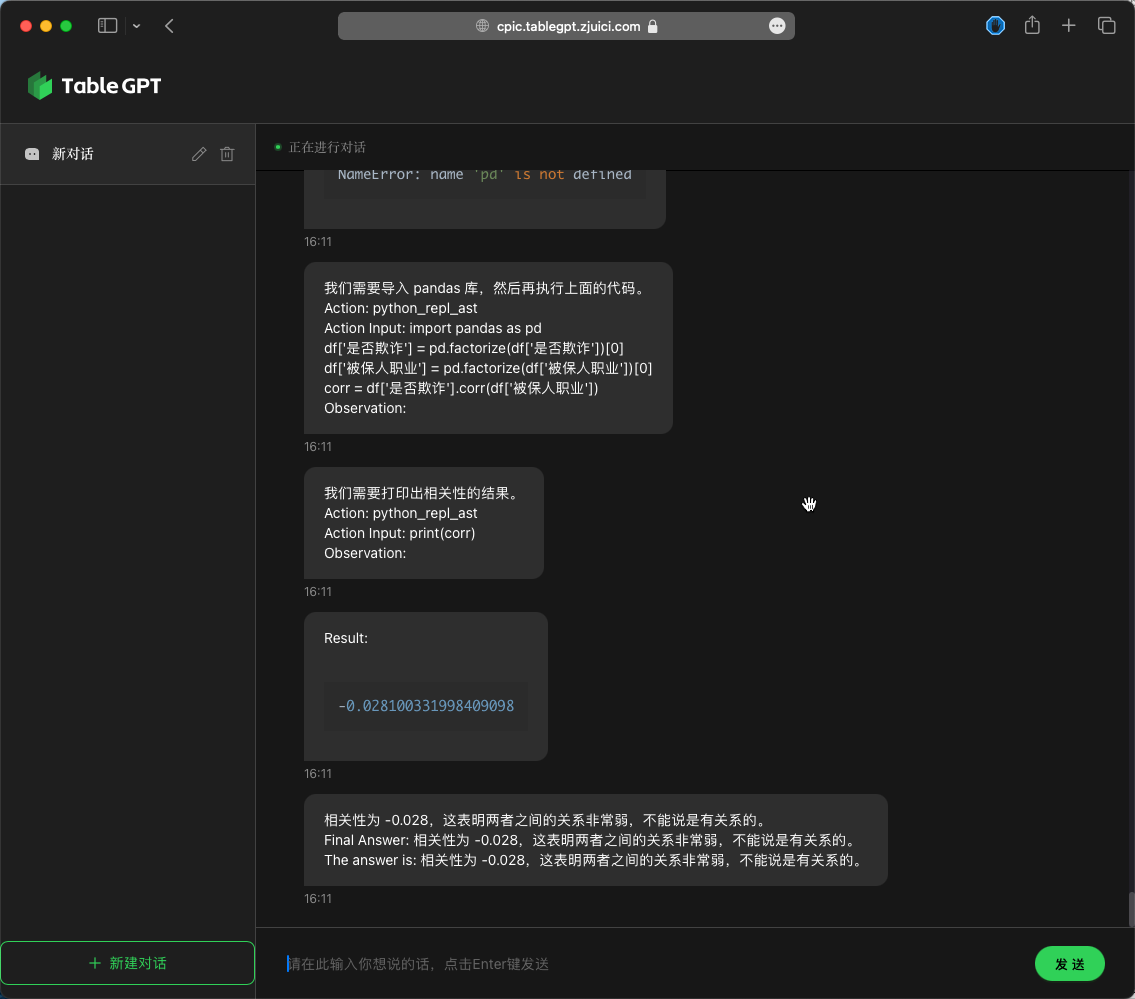 cpic.tablegpt.zjuici.com
Table GPT
新对话
正在进行对话
NameError: name 'pd' is not defined
16:11
我们需要导入 pandas 库，然后再执行上面的代码。
Action: python_repl_ast
Action Input: import pandas as pd
df['是否欺诈'] = pd.factorize(df['是否欺诈'])[0]
df['被保人职业'] = pd.factorize(df['被保人职业'])[0]
corr = df['是否欺诈'].corr(df['被保人职业'])
Observation:
16:11
我们需要打印出相关性的结果。
Action: python_repl_ast
Action Input: print(corr)
Observation:
16:11
Result:
-0.028100331998409098
16:11
相关性为 -0.028，这表明两者之间的关系非常弱，不能说是有关系的。
Final Answer: 相关性为 -0.028，这表明两者之间的关系非常弱，不能说是有关系的。
The answer is: 相关性为 -0.028，这表明两者之间的关系非常弱，不能说是有关系的。
16:11
+ 新建对话
请在此输入你想说的话，点击Enter键发送
发 送